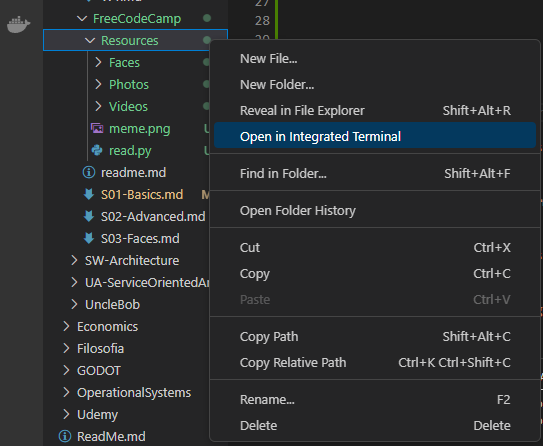 27
FreeCodeCamp
28
Resources
Faces
Photos
Videos
meme.png U
read.py U
readme.md
S01-Basics.md M
S02-Advanced.md
S03-Faces.md
SW-Architecture
UA-ServiceOrientedAr
UncleBob
Economics
Filosofia
GODOT
OperationalSystems
Udemy
ReadMe.md
New File...
New Folder...
Reveal in File Explorer Shift+Alt+R
Open in Integrated Terminal
Find in Folder... Shift+Alt+F
Open Folder History
Cut Ctrl+X
Copy Ctrl+C
Paste Ctrl+V
Copy Path Shift+Alt+C
Copy Relative Path Ctrl+K Ctrl+Shift+C
Rename... F2
Delete Delete